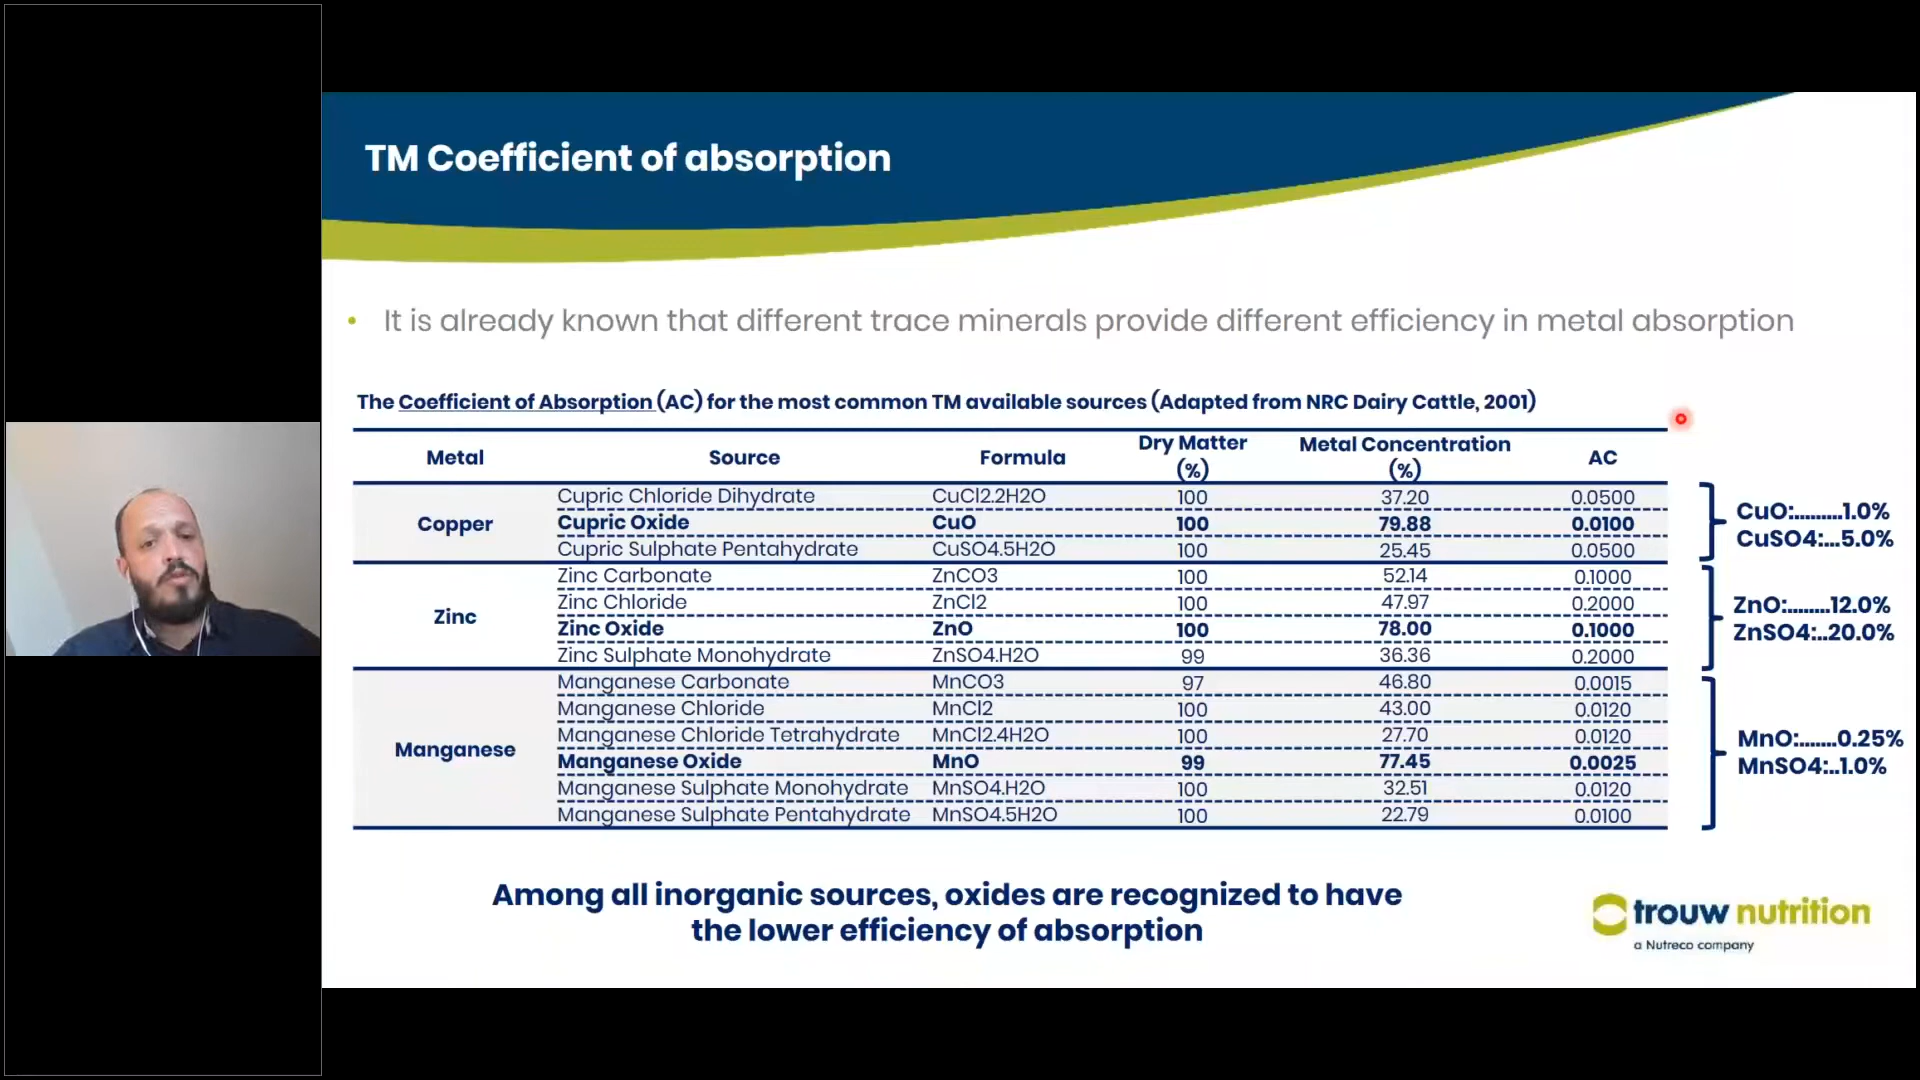 TM Coefficient of absorption
• It is already known that different trace minerals provide different efficiency in metal absorption
The Coefficient of Absorption (AC) for the most common TM available sources (Adapted from NRC Dairy Cattle, 2001)
Metal Source Formula Dry Matter (%) Metal Concentration (%) AC
Copper
Cupric Chloride Dihydrate CuCl2.2H2O 100 37.20 0.0500
Cupric Oxide CuO 100 79.88 0.0100
Cupric Sulphate Pentahydrate CuSO4.5H2O 100 25.45 0.0500
CuO:.........1.0%
CuSO4:...5.0%
Zinc
Zinc Carbonate ZnCO3 100 52.14 0.1000
Zinc Chloride ZnCl2 100 47.97 0.2000
Zinc Oxide ZnO 100 78.00 0.1000
Zinc Sulphate Monohydrate ZnSO4.H2O 99 36.36 0.2000
ZnO:........12.0%
ZnSO4:..20.0%
Manganese
Manganese Carbonate MnCO3 97 46.80 0.0015
Manganese Chloride MnCl2 100 43.00 0.0120
Manganese Chloride Tetrahydrate MnCl2.4H2O 100 27.70 0.0120
Manganese Oxide MnO 99 77.45 0.0025
Manganese Sulphate Monohydrate MnSO4.H2O 100 32.51 0.0120
Manganese Sulphate Pentahydrate MnSO4.5H2O 100 22.79 0.0100
MnO:.......0.25%
MnSO4:..1.0%
Among all inorganic sources, oxides are recognized to have
the lower efficiency of absorption
trouw nutrition
a Nutreco company